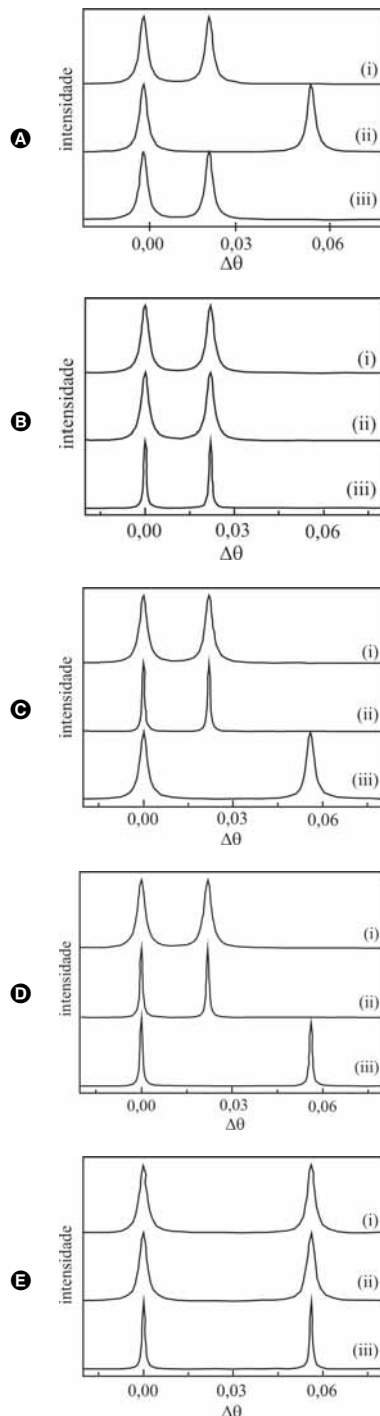 A
intensidade
(i)
(ii)
(iii)
0,00 0,03 0,06
Δθ
B
intensidade
(i)
(ii)
(iii)
0,00 0,03 0,06
Δθ
C
intensidade
(i)
(ii)
(iii)
0,00 0,03 0,06
Δθ
D
intensidade
(i)
(ii)
(iii)
0,00 0,03 0,06
Δθ
E
intensidade
(i)
(ii)
(iii)
0,00 0,03 0,06
Δθ